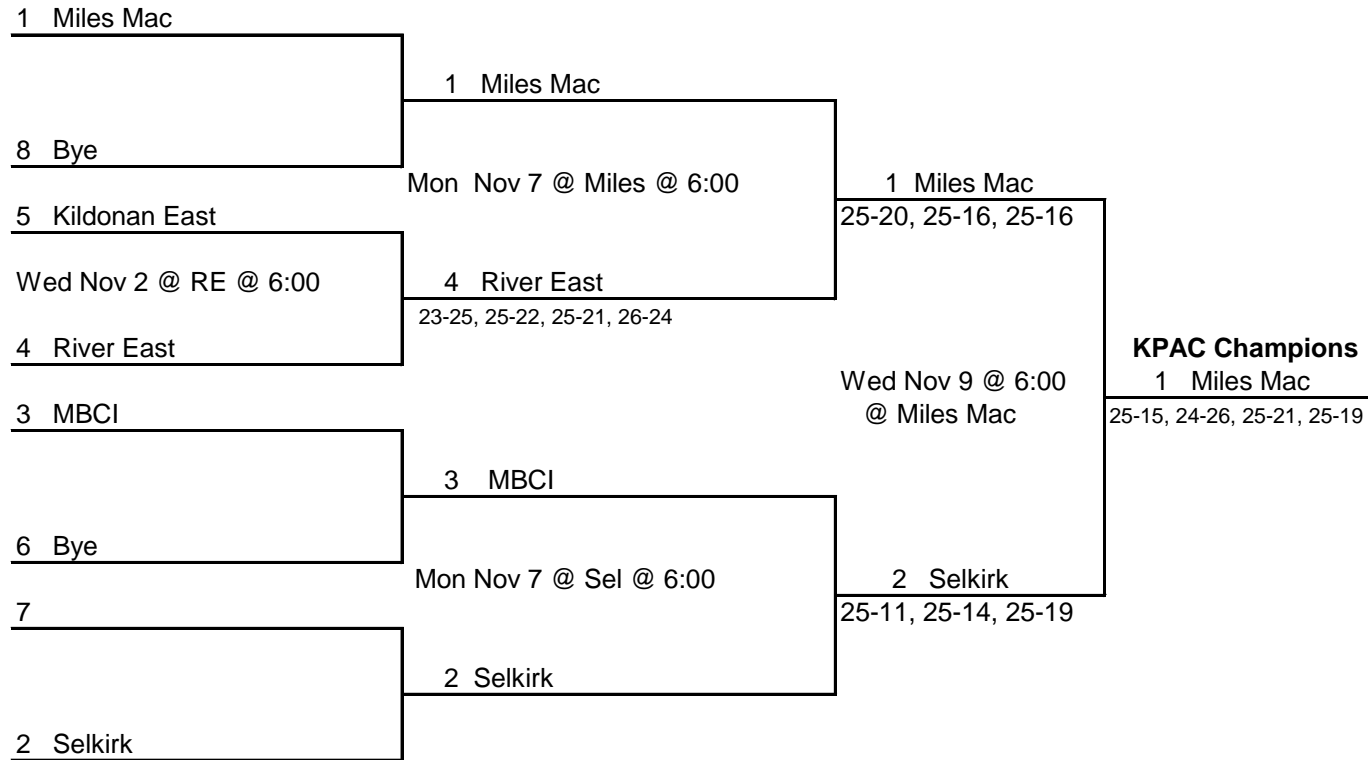 1 Miles Mac
1 Miles Mac
8 Bye
Mon Nov 7 @ Miles @ 6:00
1 Miles Mac
5 Kildonan East
25-20, 25-16, 25-16
Wed Nov 2 @ RE @ 6:00
4 River East
23-25, 25-22, 25-21, 26-24
4 River East
KPAC Champions
Wed Nov 9 @ 6:00
1 Miles Mac
3 MBCI
@ Miles Mac
25-15, 24-26, 25-21, 25-19
3 MBCI
6 Bye
Mon Nov 7 @ Sel @ 6:00
2 Selkirk
7
25-11, 25-14, 25-19
2 Selkirk
2 Selkirk